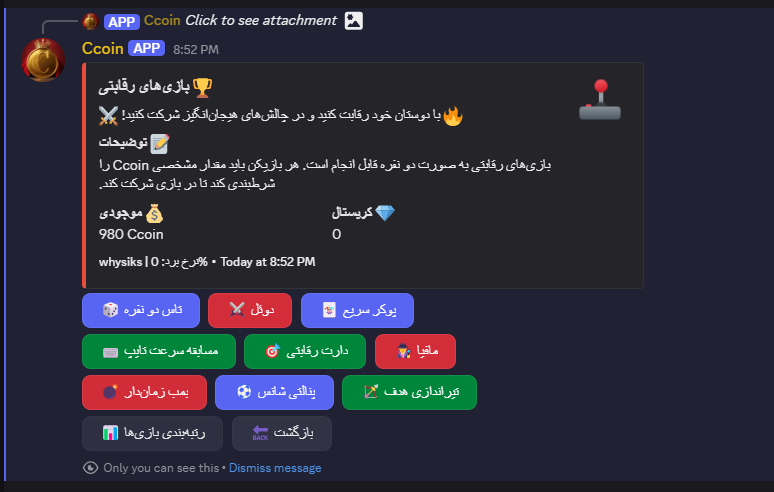 APP Ccoin Click to see attachment
Ccoin APP 8:52 PM
بازی‌های رقابتی 🏆
🔥 با دوستان خود رقابت کنید و در چالش‌های هیجان‌انگیز شرکت کنید! ⚔️
📝 توضیحات
بازی‌های رقابتی به صورت دو نفره قابل انجام است. هر بازیکن باید مقدار مشخصی Ccoin را
شرط‌بندی کند تا در بازی شرکت کند.
💰 موجودی
980 Ccoin
💎 کریستال
0
whysiks | نرخ برد: 0% • Today at 8:52 PM
🎲 تاس دو نفره
⚔️ دوئل
🃏 پوکر سریع
⌨️ مسابقه سرعت تایپ
🎯 دارت رقابتی
مافیا
💣 بمب زمان‌دار
⚽ پنالتی شانس
🏹 تیراندازی هدف
📊 رتبه‌بندی بازی‌ها
🔙 بازگشت
Only you can see this • Dismiss message